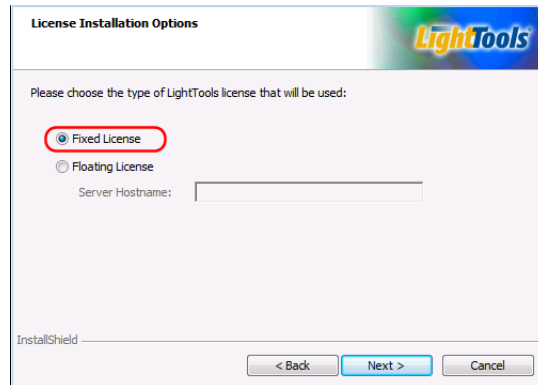 License Installation Options
LightTools
Please choose the type of LightTools license that will be used:
Fixed License
Floating License
Server Hostname:
InstallShield
< Back
Next >
Cancel